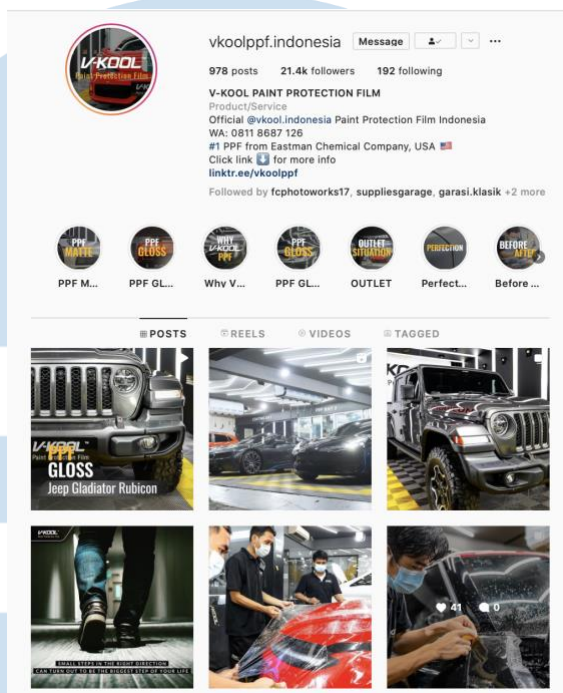 vkoolppf.indonesia Message
978 posts 21.4k followers 192 following
V-KOOL PAINT PROTECTION FILM
Product/Service
Official @vkool.indonesia Paint Protection Film Indonesia
WA: 0811 8687 126
#1 PPF from Eastman Chemical Company, USA 🇺🇸
Click link ⬇️ for more info
linktr.ee/vkoolppf
Followed by fcphotoworks17, suppliesgarage, garasi.klasik +2 more
V-KOOL
Paint Protection Film
PPF MATTE
PPF GLOSS
WHY V-KOOL PPF
PPF GLOSS
OUTLET SITUATION
PERFECTION
BEFORE AFTER
PPF M... PPF GL... Why V... PPF GL... OUTLET Perfect... Before ...
POSTS REELS VIDEOS TAGGED
V-KOOL™
Paint Protection Film
PPF
GLOSS
Jeep Gladiator Rubicon
V-KOOL
SMALL STEPS IN THE RIGHT DIRECTION
CAN TURN OUT TO BE THE BIGGEST STEP OF YOUR LIFE
41 0